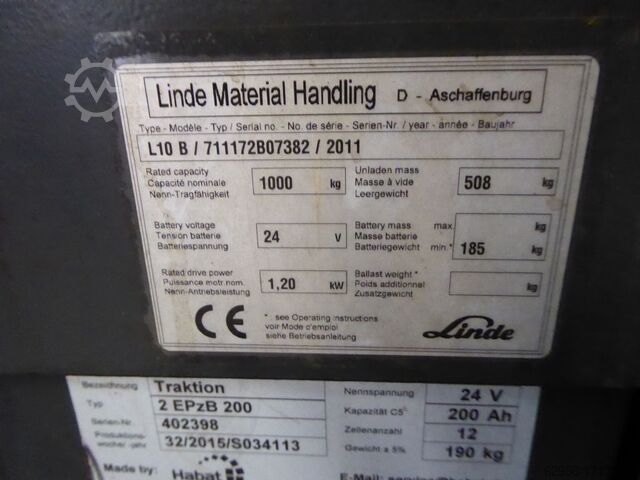 Linde Material Handling D - Aschaffenburg
Type - Modèle - Typ / Serial no. - No. de série - Serien-Nr. / year - année - Baujahr
L10 B / 711172B07382 / 2011
Rated capacity
Capacité nominale
Nenn-Tragfähigkeit
1000 kg
Unladen mass
Masse à vide
Leergewicht
508 kg
Battery voltage
Tension batterie
Batteriespannung
24 V
Battery mass max.
Masse batterie
Batteriegewicht min.*
kg
185 kg
Rated drive power
Puissance motr.nom.
Nenn-Antriebsleistung
1,20 kW
Ballast weight *
Poids additionnel
Zusatzgewicht
kg
CE
* see Operating instructions
voir Mode d'emploi
siehe Betriebsanleitung
Linde
Bezeichnung Traktion
Typ 2 EPzB 200
Serien-Nr. 402398
Produktions-
woche/-jahr 32/2015/S034113
Nennspannung 24 V
Kapazität C5 200 Ah
Zellenanzahl 12
Gewicht ± 5% 190 kg
Made by: Habat